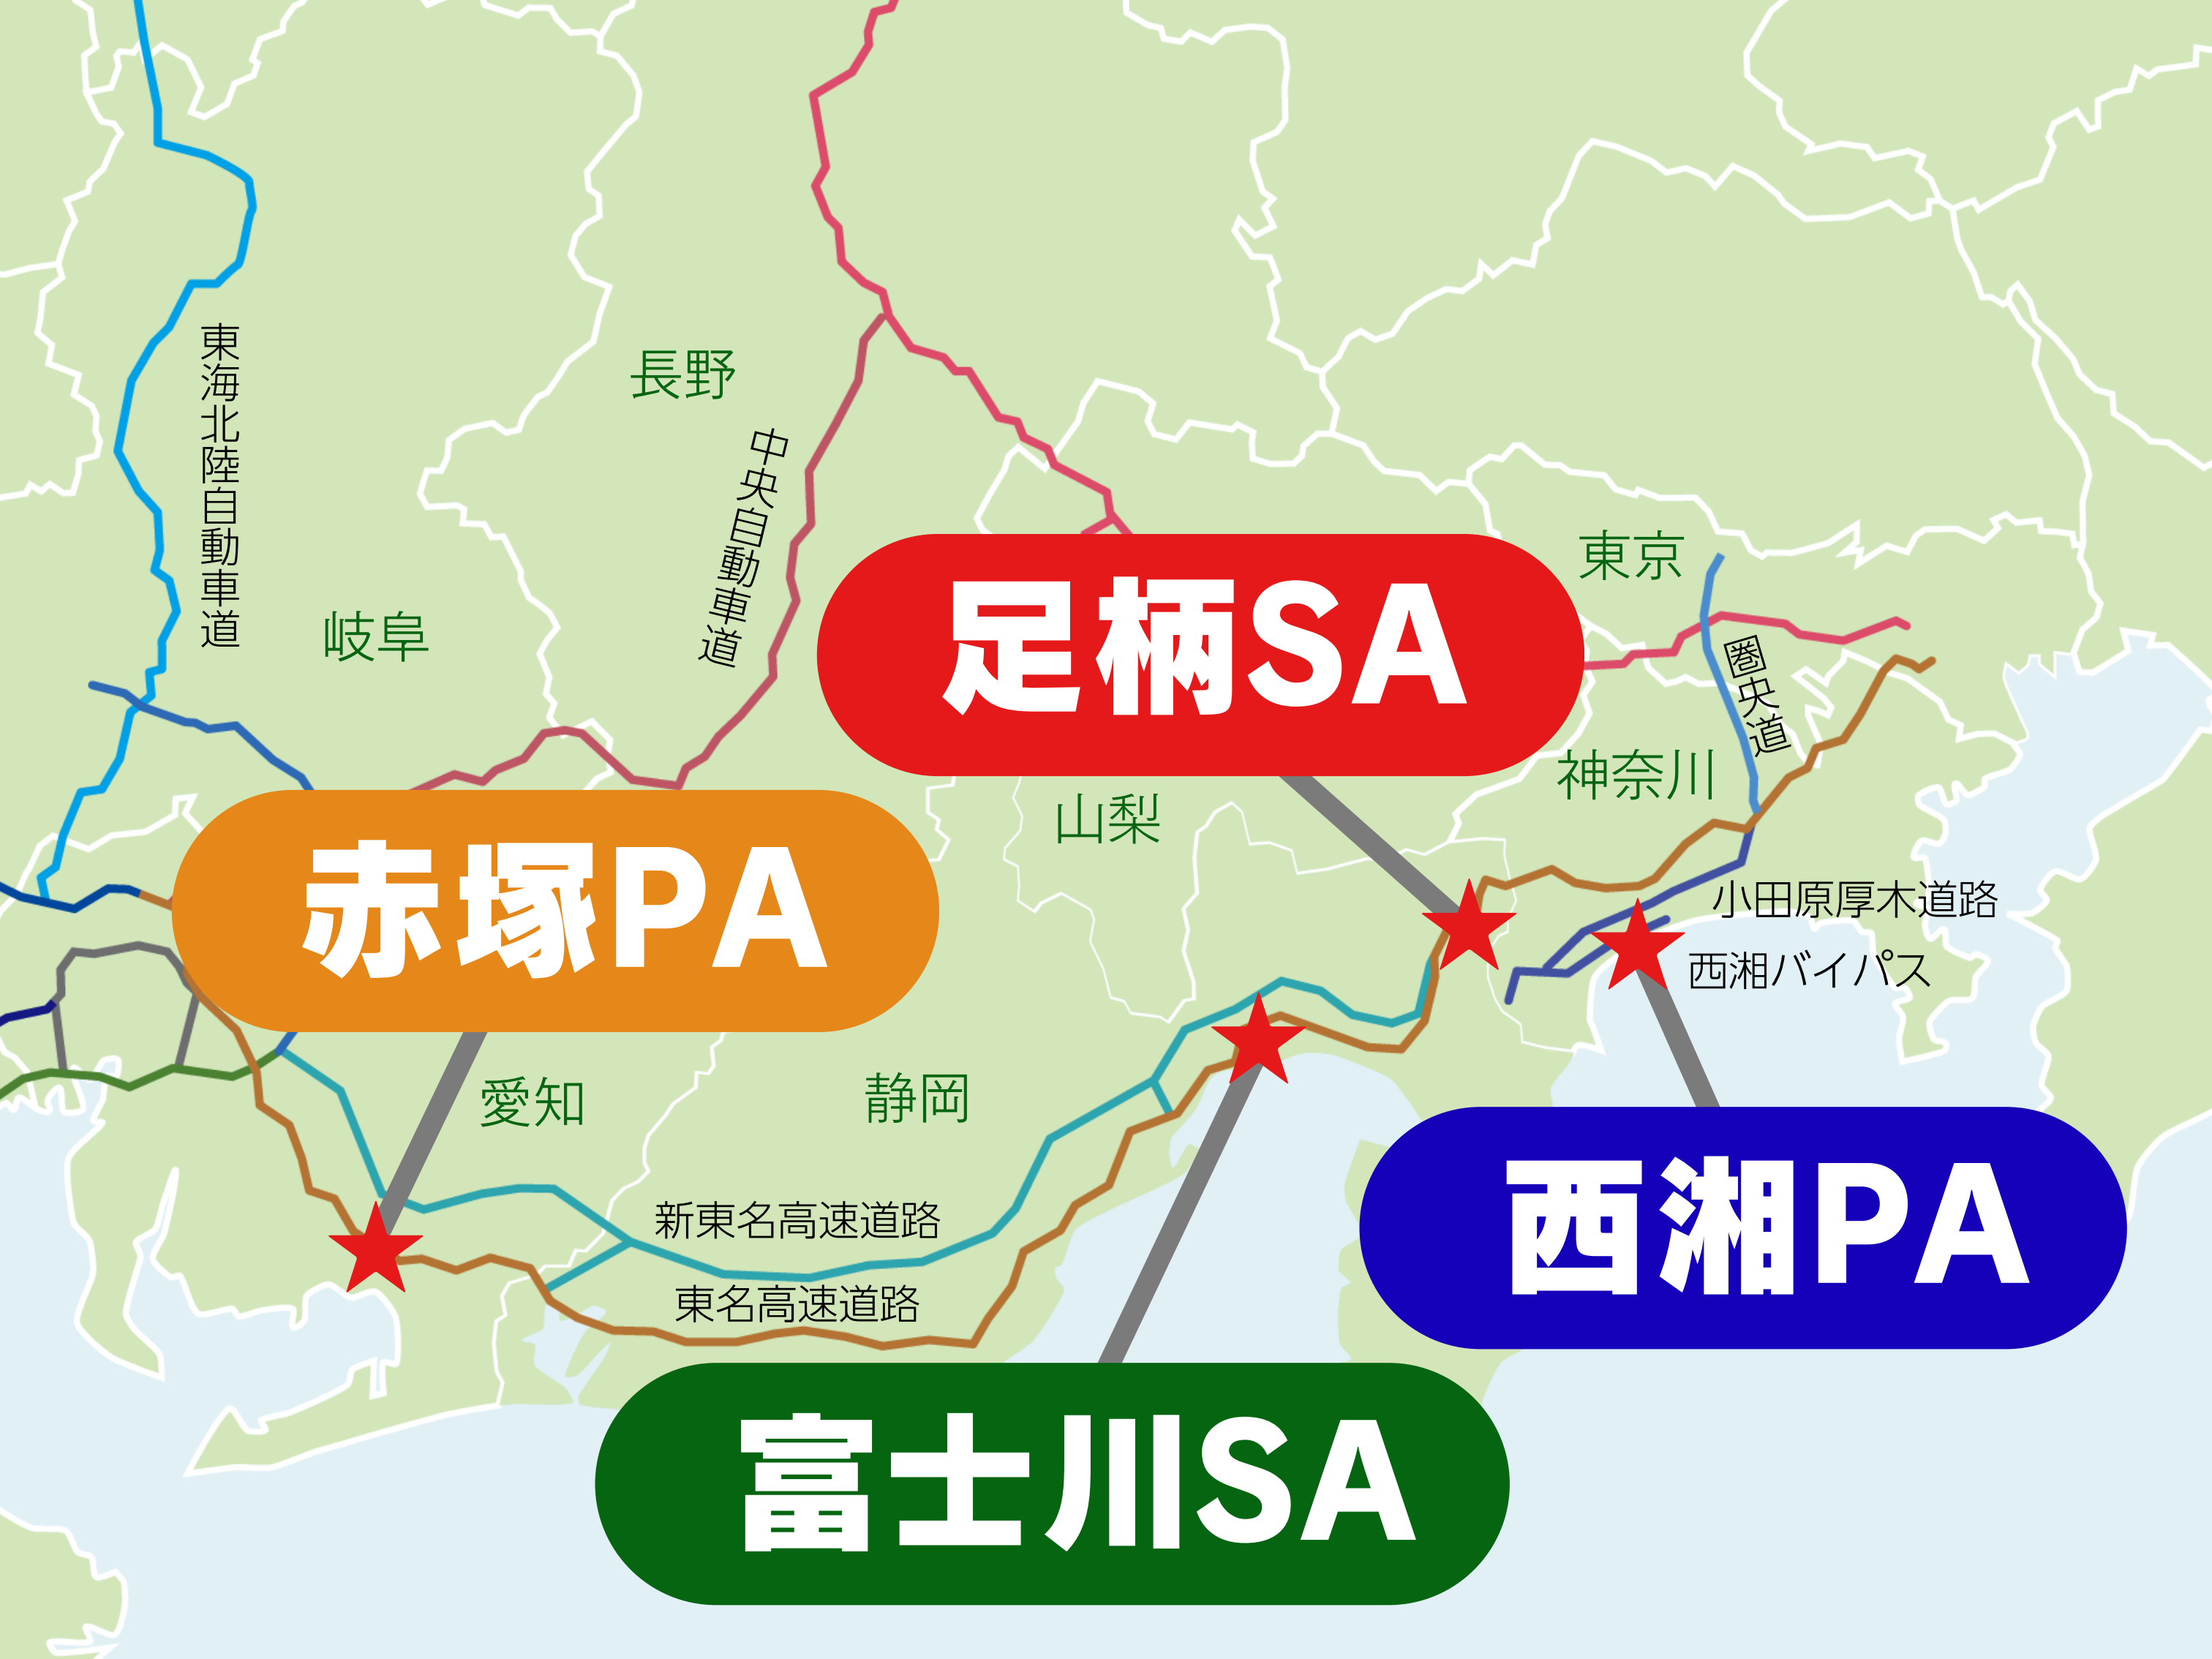 東海北陸自動車道
長野
中央自動車道
岐阜
東京
足柄SA
圏央道
神奈川
山梨
赤塚PA
小田原厚木道路
西湘バイパス
愛知
静岡
西湘PA
新東名高速道路
東名高速道路
富士川SA